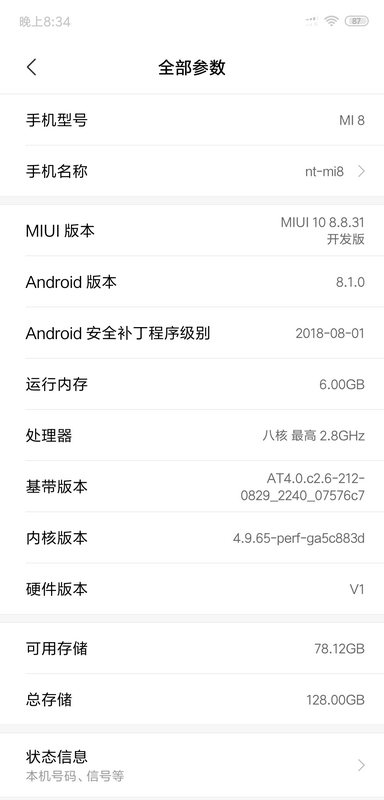 晚上8:34
87
全部参数
手机型号
MI 8
手机名称
nt-mi8
MIUI 版本
MIUI 10 8.8.31
开发版
Android 版本
8.1.0
Android 安全补丁程序级别
2018-08-01
运行内存
6.00GB
处理器
八核 最高 2.8GHz
基带版本
AT4.0.c2.6-212-
0829_2240_07576c7
内核版本
4.9.65-perf-ga5c883d
硬件版本
V1
可用存储
78.12GB
总存储
128.00GB
状态信息
本机号码、信号等